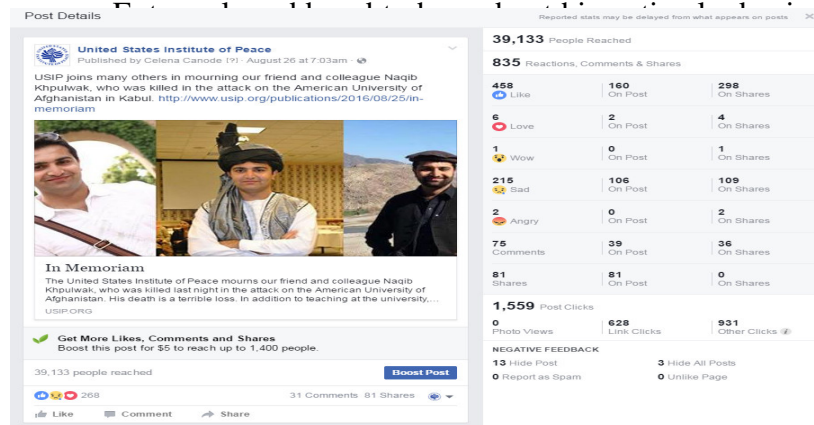 Post Details
Reported stats may be delayed from what appears on posts
United States Institute of Peace
Published by Celena Canode [?] · August 26 at 7:03am ·
USIP joins many others in mourning our friend and colleague Naqib
Khpulwak, who was killed in the attack on the American University of
Afghanistan in Kabul. http://www.usip.org/publications/2016/08/25/in-
memoriam
In Memoriam
The United States Institute of Peace mourns our friend and colleague Naqib
Khpulwak, who was killed last night in the attack on the American University of
Afghanistan. His death is a terrible loss. In addition to teaching at the university,...
USIP.ORG
Get More Likes, Comments and Shares
Boost this post for $5 to reach up to 1,400 people.
39,133 people reached
Boost Post
268
31 Comments 81 Shares
Like Comment Share
39,133 People Reached
835 Reactions, Comments & Shares
458 160 298
Like On Post On Shares
6 2 4
Love On Post On Shares
1 0 1
Wow On Post On Shares
215 106 109
Sad On Post On Shares
2 0 2
Angry On Post On Shares
75 39 36
Comments On Post On Shares
81 81 0
Shares On Post On Shares
1,559 Post Clicks
0 628 931
Photo Views Link Clicks Other Clicks
NEGATIVE FEEDBACK
13 Hide Post 3 Hide All Posts
0 Report as Spam 0 Unlike Page